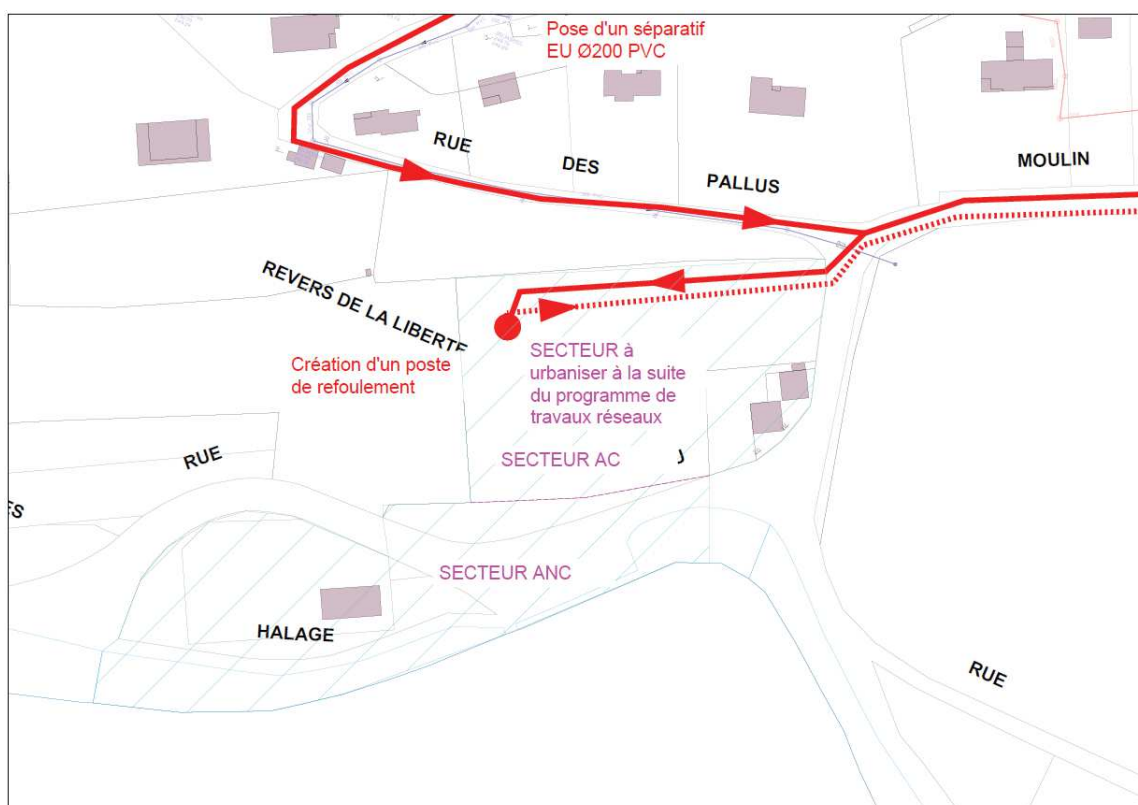 Pose d'un séparatif
EU Ø200 PVC
RUE
DES
PALLUS
MOULIN
REVERS DE LA LIBERTE
Création d'un poste
de refoulement
SECTEUR à
urbaniser à la suite
du programme de
travaux réseaux
RUE
SECTEUR AC
ES
SECTEUR ANC
HALAGE
RUE